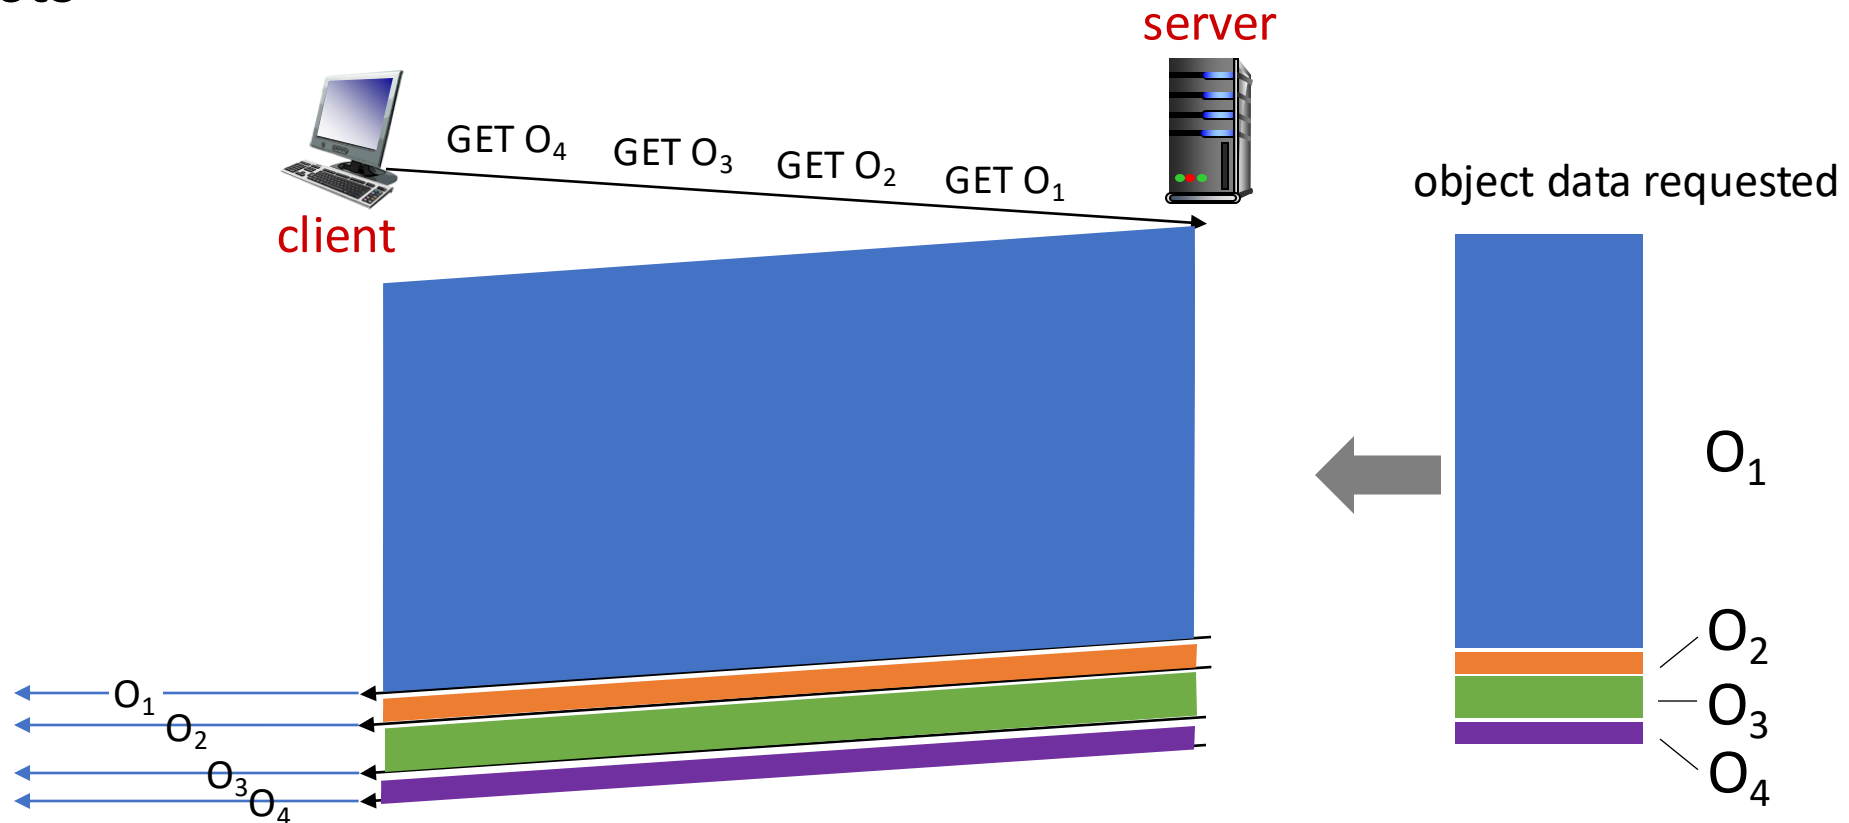 server
GET O₄ GET O₃ GET O₂ GET O₁
object data requested
client
O₁
O₂
O₁
O₃
O₂
O₃
O₄
O₄